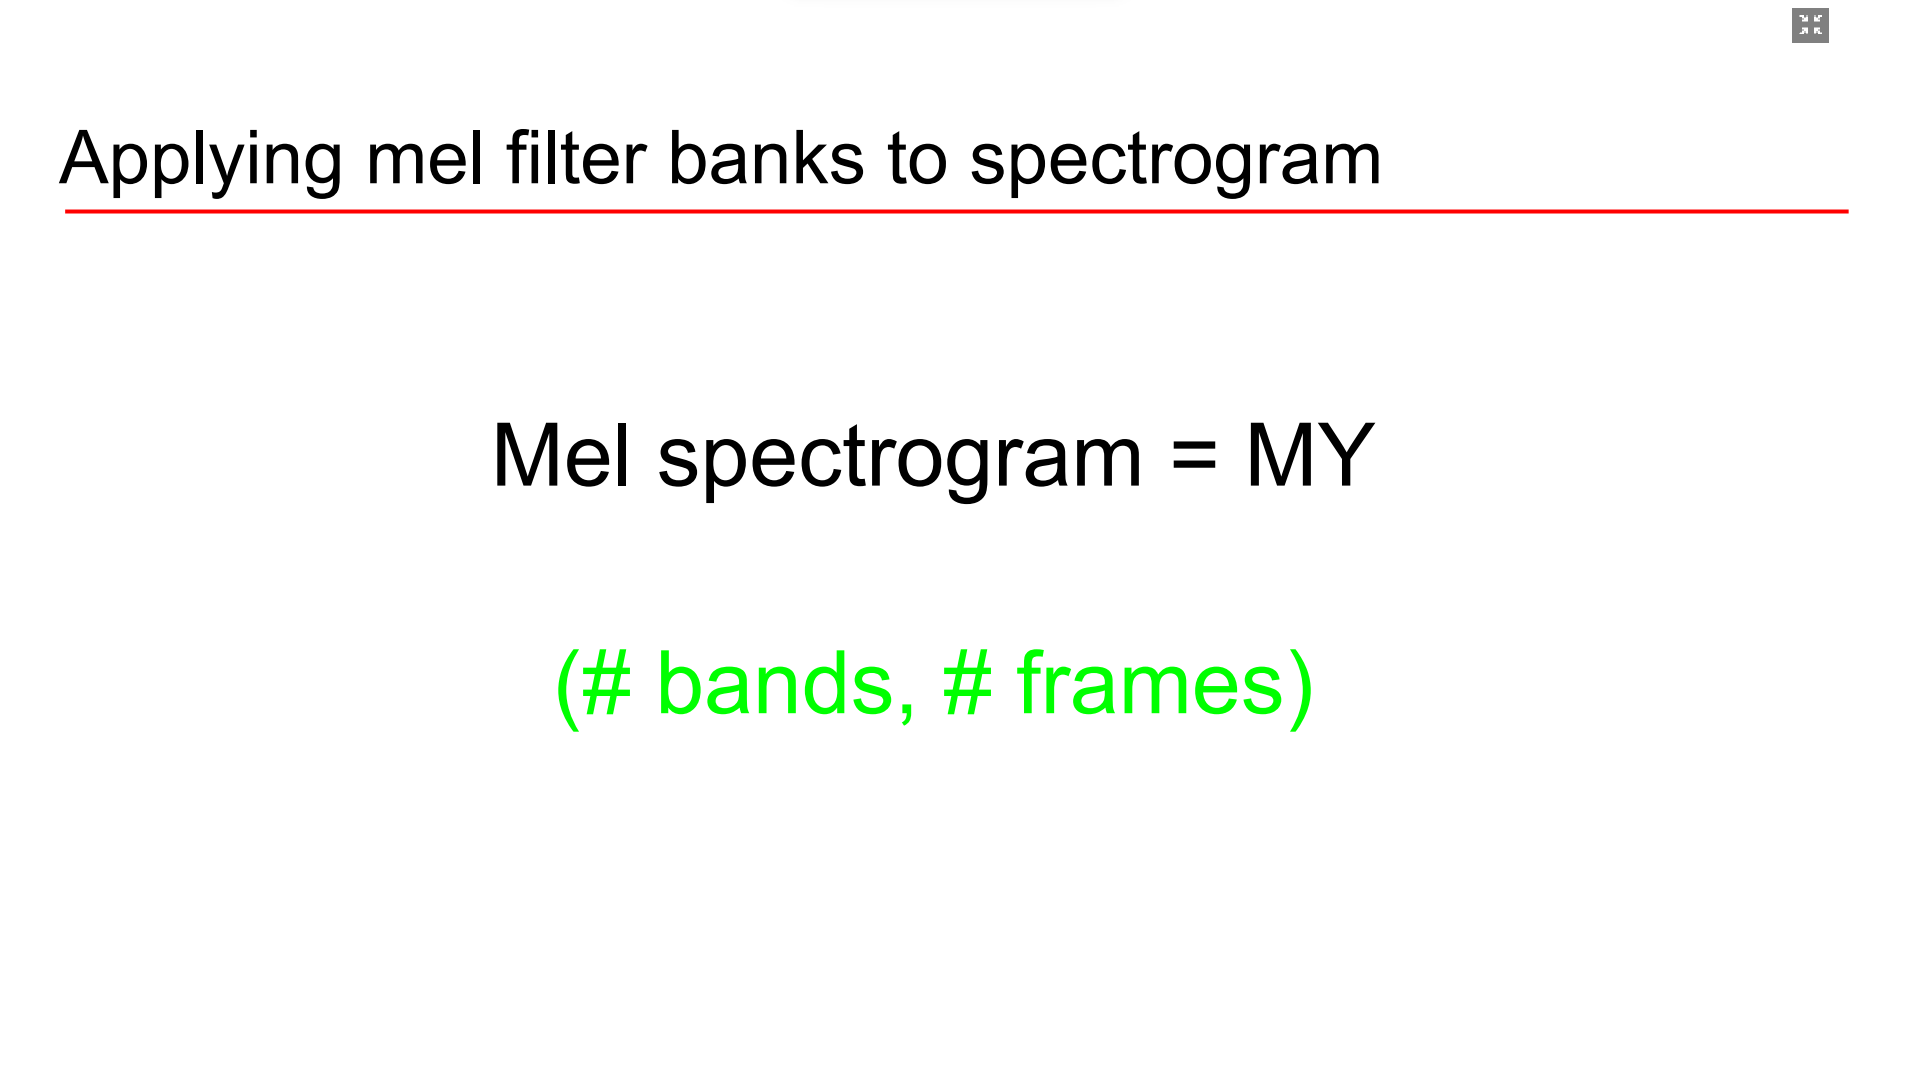 Applying mel filter banks to spectrogram
Mel spectrogram = MY
(# bands, # frames)